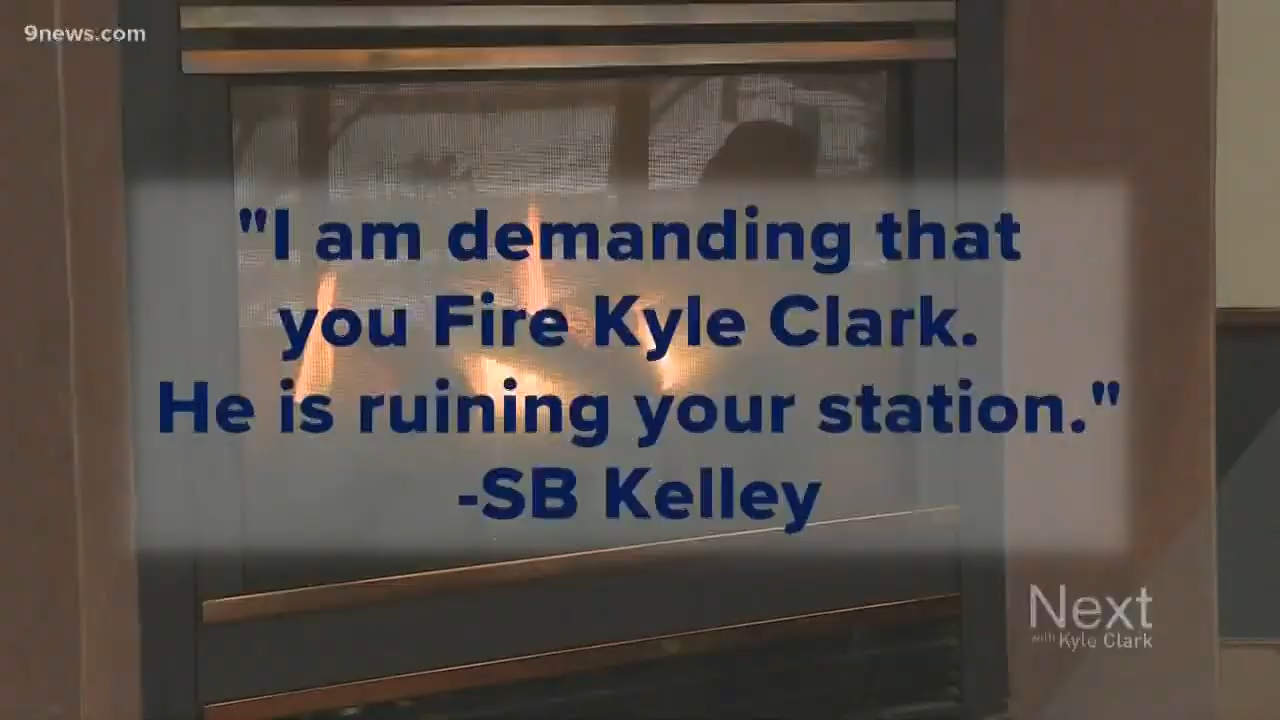 9news.com
"I am demanding that
you Fire Kyle Clark.
He is ruining your station."
-SB Kelley
Next
with Kyle Clark